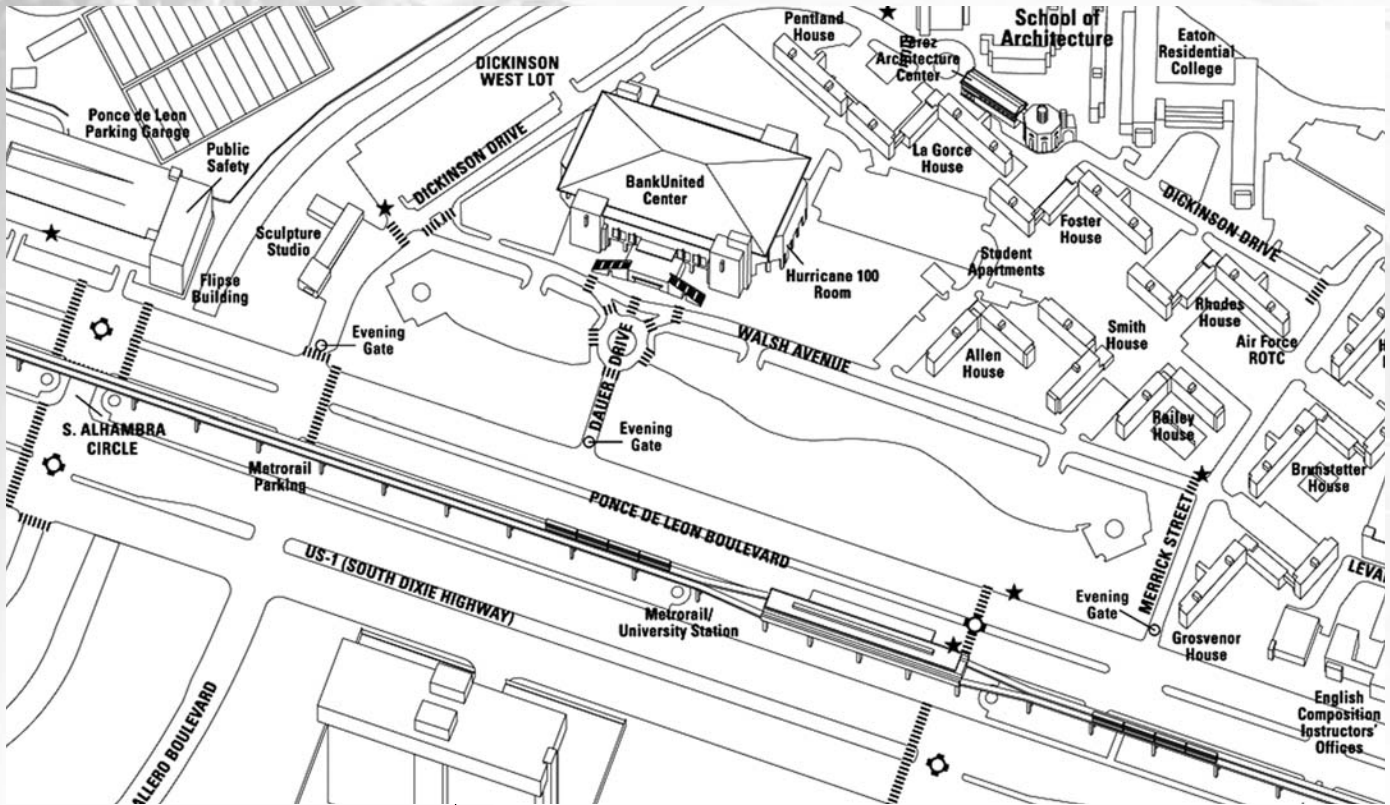 Pentland
House
School of
Architecture
Perez
Architecture
Center
Eaton
Residential
College
DICKINSON
WEST LOT
Ponce de Leon
Parking Garage
Public
Safety
DICKINSON DRIVE
La Gorce
House
BankUnited
Center
Sculpture
Studio
Foster
House
DICKINSON DRIVE
Student
Apartments
Hurricane 100
Room
Flipse
Building
Rhodes
House
Smith
House
Air Force
ROTC
Evening
Gate
WALSH AVENUE
Allen
House
DAUER DRIVE
Railey
House
S. ALHAMBRA
CIRCLE
Evening
Gate
Metrorail
Parking
Brunstetter
House
PONCE DE LEON BOULEVARD
MERRICK STREET
US-1 (SOUTH DIXIE HIGHWAY)
LEVA
Evening
Gate
Metrorail/
University Station
Grosvenor
House
English
Composition
Instructors'
Offices
ALLERO BOULEVARD